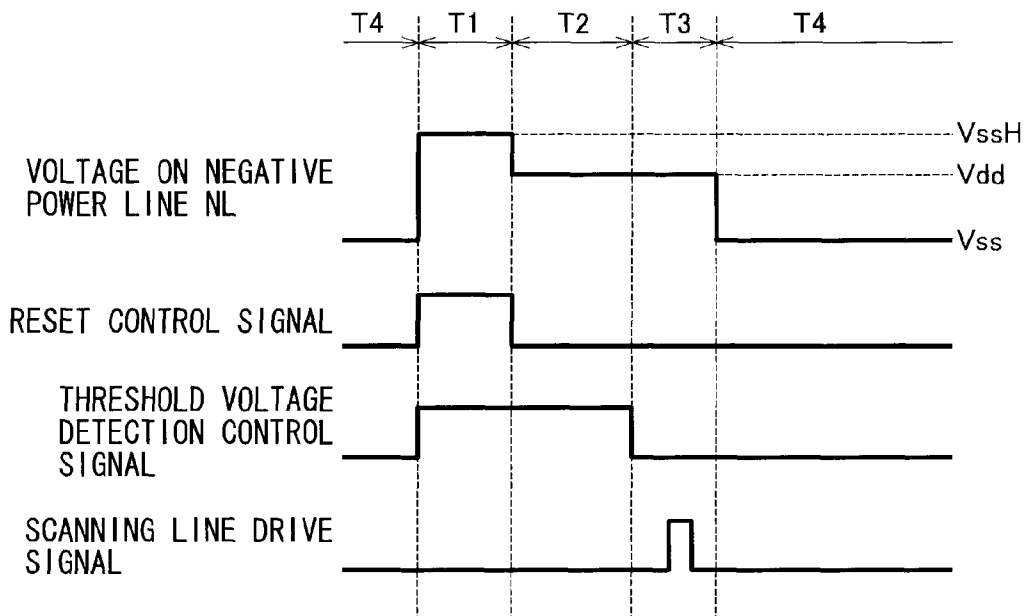 T4 T1 T2 T3 T4
VssH
VOLTAGE ON NEGATIVE
POWER LINE NL
Vdd
Vss
RESET CONTROL SIGNAL
THRESHOLD VOLTAGE
DETECTION CONTROL
SIGNAL
SCANNING LINE DRIVE
SIGNAL